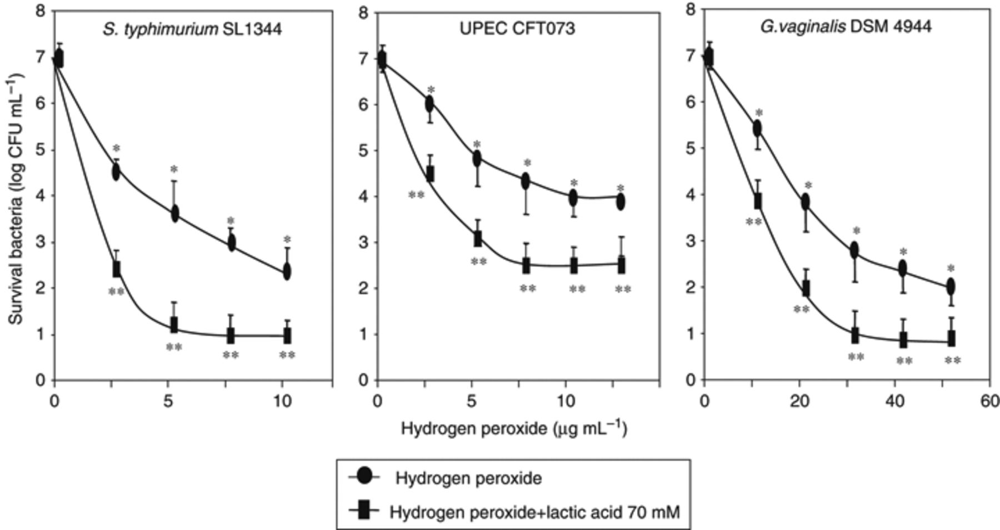 S. typhimurium SL1344
UPEC CFT073
G.vaginalis DSM 4944
Survival bacteria (log CFU mL⁻¹)
8
7
6
5
4
3
2
1
0
0 5 10
8
7
6
5
4
3
2
1
0
0 5 10
8
7
6
5
4
3
2
1
0
0 20 40 60
* * * *
** ** ** **
* * * * *
** ** ** ** **
* * * * *
** ** ** ** **
Hydrogen peroxide (μg mL⁻¹)
Hydrogen peroxide
Hydrogen peroxide+lactic acid 70 mM